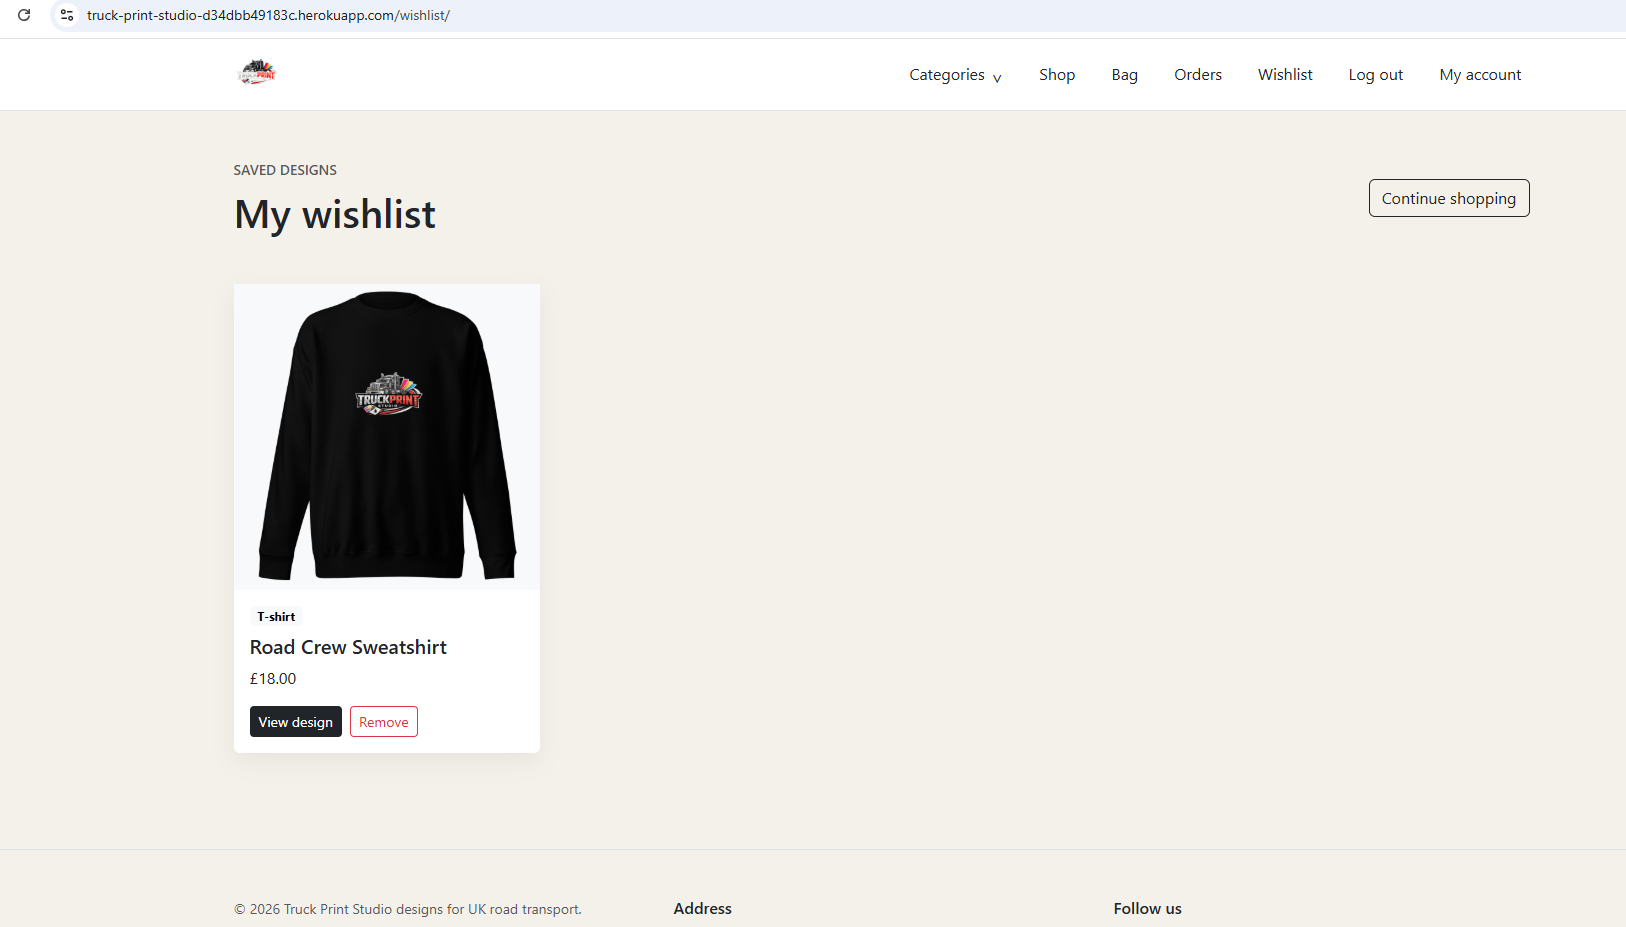 truck-print-studio-d34dbb49183c.herokuapp.com/wishlist/
TRUCKPRINT
Categories
Shop
Bag
Orders
Wishlist
Log out
My account
SAVED DESIGNS
My wishlist
Continue shopping
TRUCKPRINT
STUDIO
T-shirt
Road Crew Sweatshirt
£18.00
View design
Remove
© 2026 Truck Print Studio designs for UK road transport.
Address
Follow us